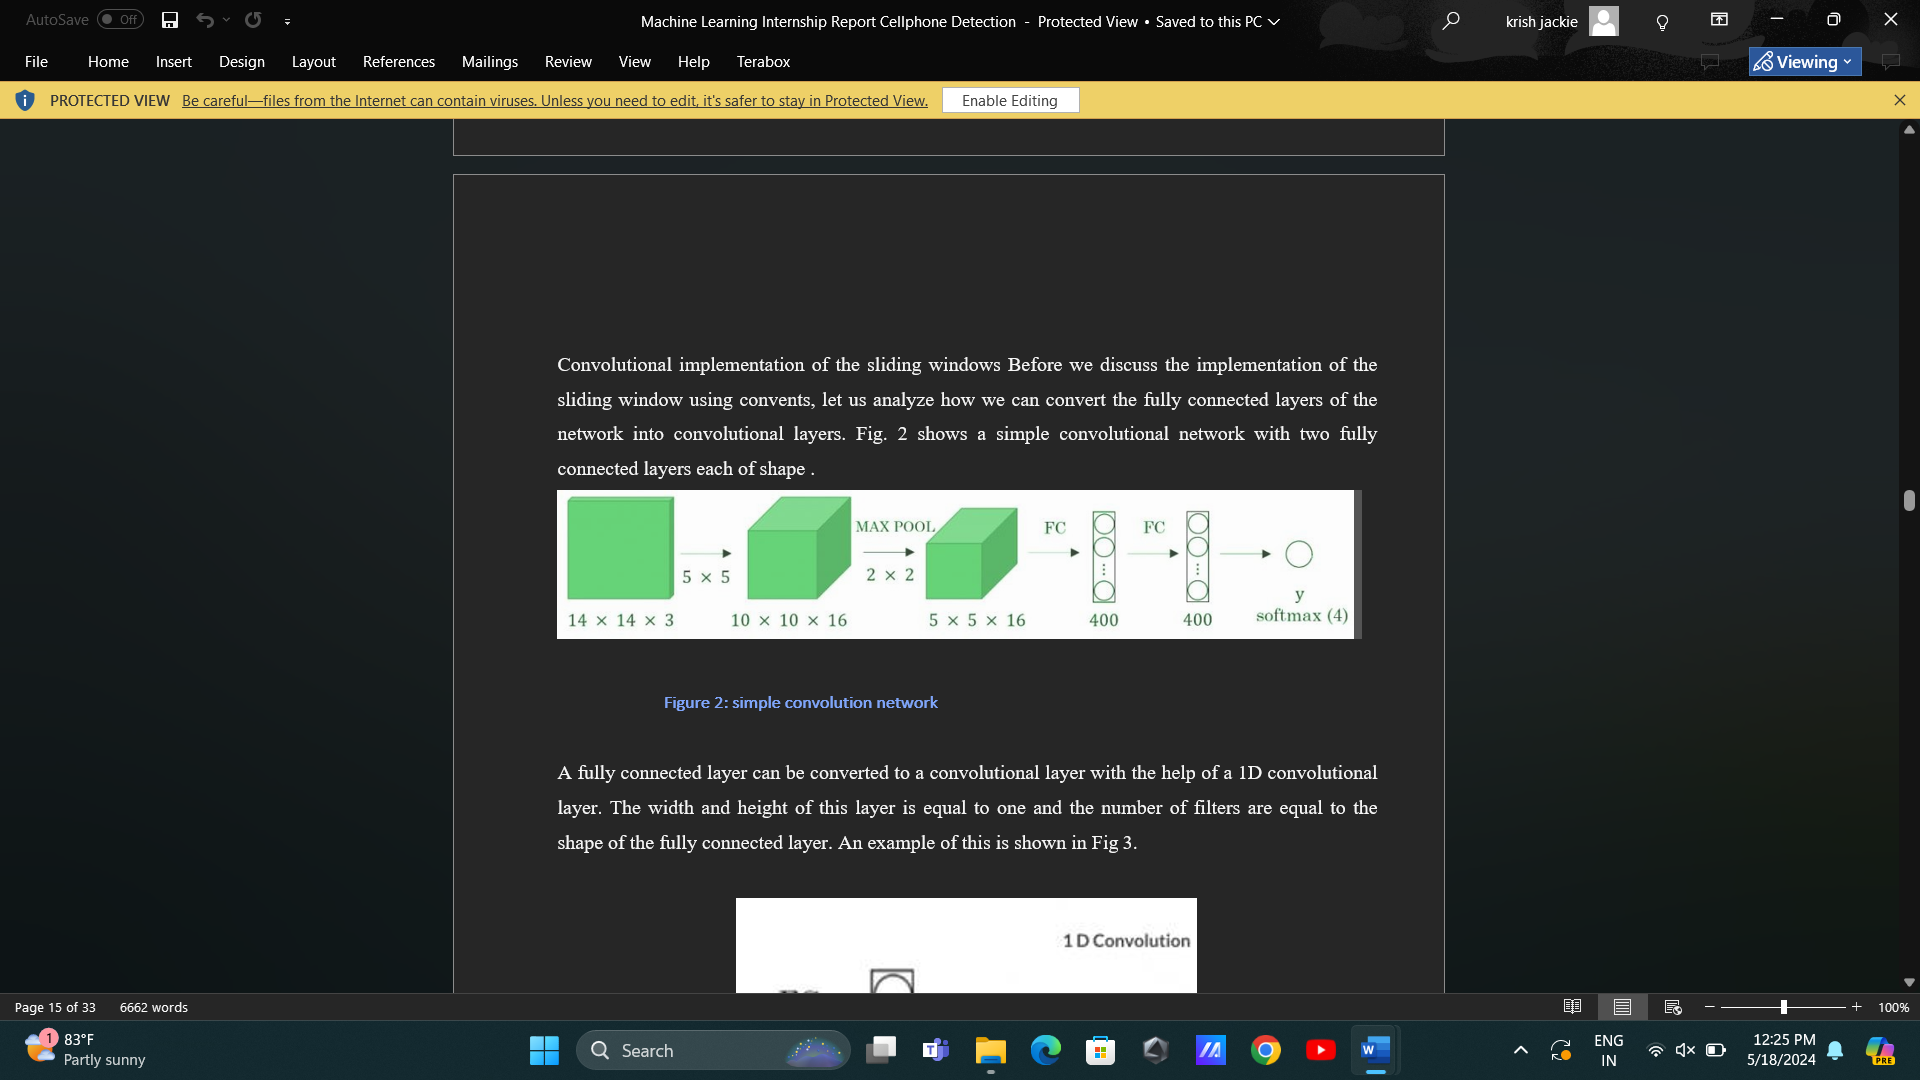 AutoSave Off Machine Learning Internship Report Cellphone Detection - Protected View • Saved to this PC krish jackie
File Home Insert Design Layout References Mailings Review View Help Terabox Viewing
PROTECTED VIEW Be careful—files from the Internet can contain viruses. Unless you need to edit, it's safer to stay in Protected View. Enable Editing
Convolutional implementation of the sliding windows Before we discuss the implementation of the
sliding window using convents, let us analyze how we can convert the fully connected layers of the
network into convolutional layers. Fig. 2 shows a simple convolutional network with two fully
connected layers each of shape .
MAX POOL FC FC
5 × 5 2 × 2
y
14 × 14 × 3 10 × 10 × 16 5 × 5 × 16 400 400 softmax (4)
Figure 2: simple convolution network
A fully connected layer can be converted to a convolutional layer with the help of a 1D convolutional
layer. The width and height of this layer is equal to one and the number of filters are equal to the
shape of the fully connected layer. An example of this is shown in Fig 3.
1 D Convolution
Page 15 of 33 6662 words 100%
1 83°F
Partly sunny
Search
ENG
IN
12:25 PM
5/18/2024
PRE